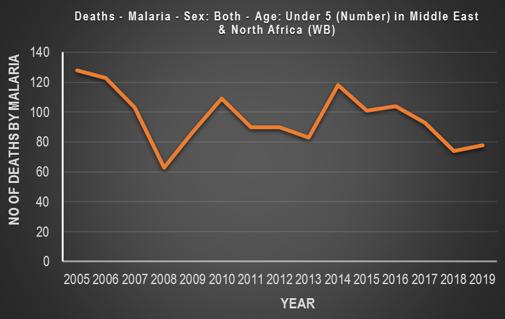 Deaths - Malaria - Sex: Both - Age: Under 5 (Number) in Middle East
& North Africa (WB)
NO OF DEATHS BY MALARIA
140
120
100
80
60
40
20
0
2005 2006 2007 2008 2009 2010 2011 2012 2013 2014 2015 2016 2017 2018 2019
YEAR